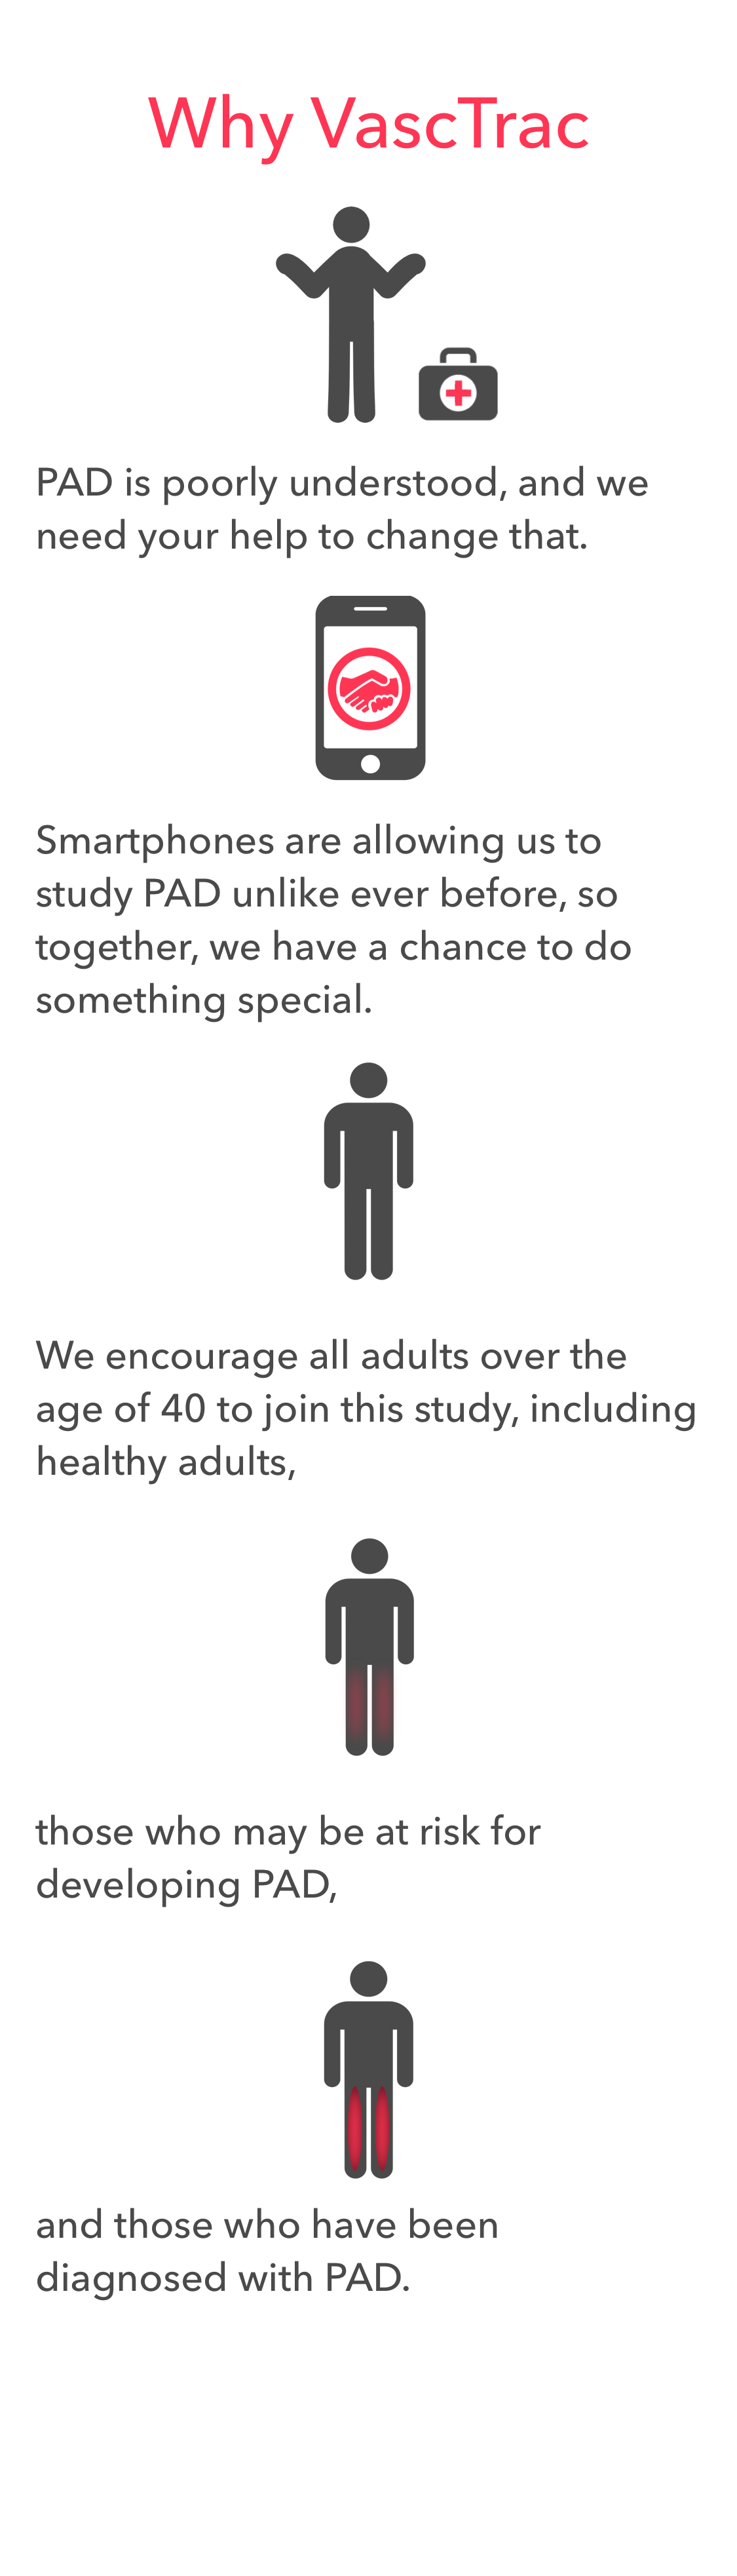 Why VascTrac
PAD is poorly understood, and we
need your help to change that.
Smartphones are allowing us to
study PAD unlike ever before, so
together, we have a chance to do
something special.
We encourage all adults over the
age of 40 to join this study, including
healthy adults,
those who may be at risk for
developing PAD,
and those who have been
diagnosed with PAD.